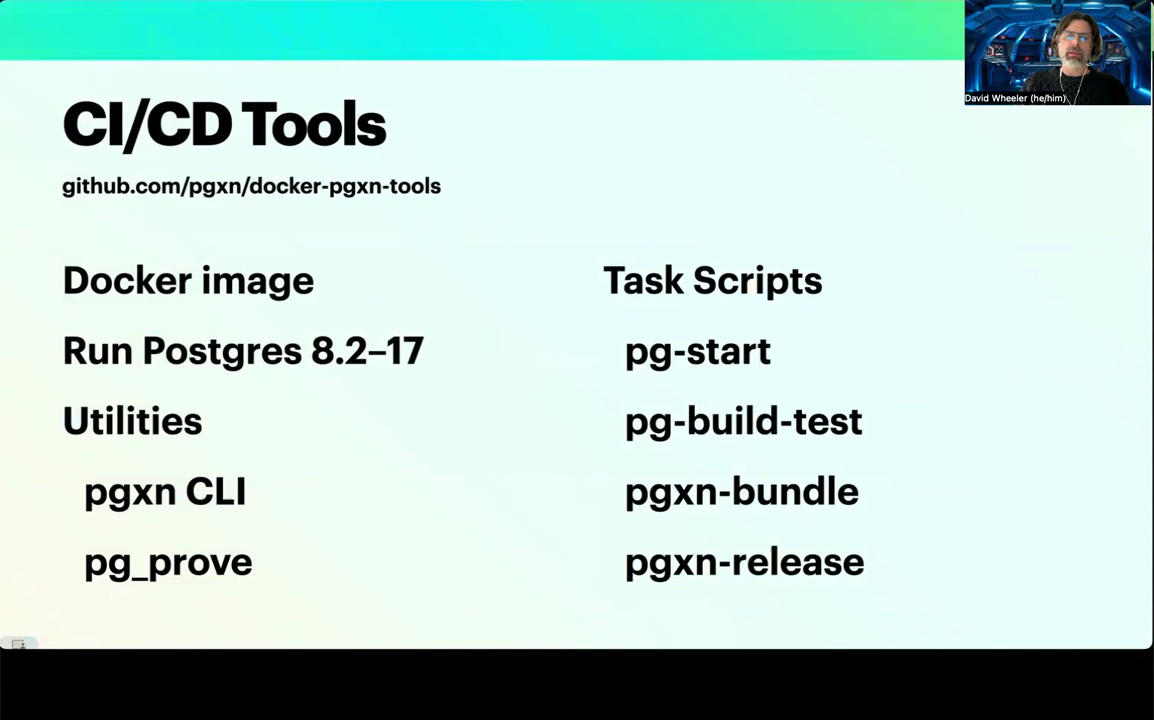 David Wheeler (he/him)
CI/CD Tools
github.com/pgxn/docker-pgxn-tools
Docker image
Run Postgres 8.2–17
Utilities
pgxn CLI
pg_prove
Task Scripts
pg-start
pg-build-test
pgxn-bundle
pgxn-release